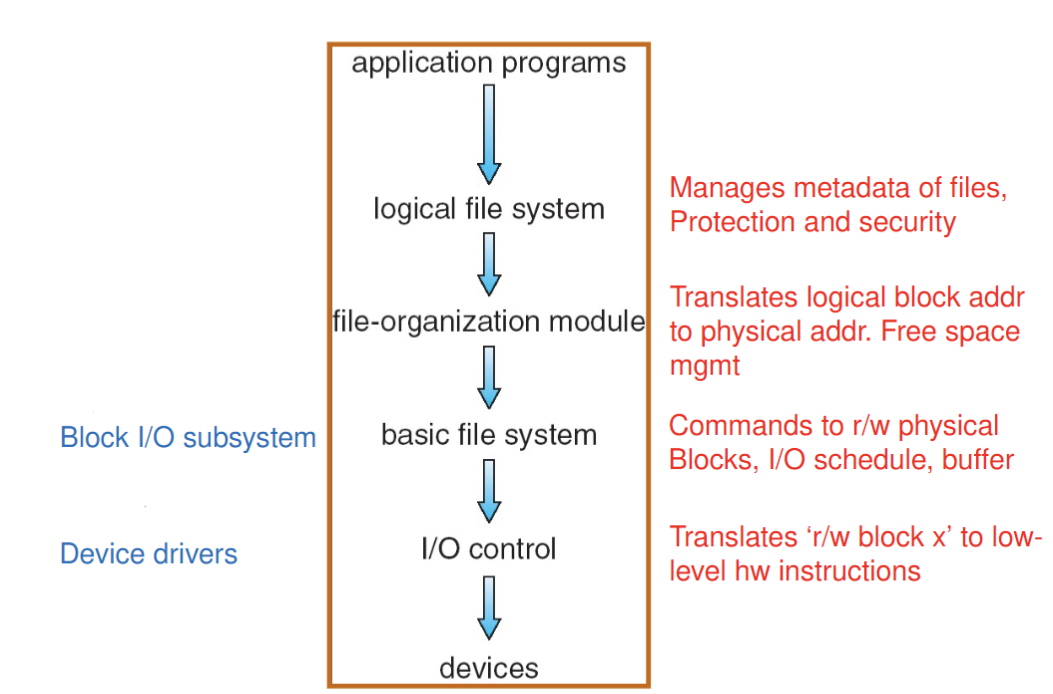 application programs
logical file system
Manages metadata of files,
Protection and security
file-organization module
Translates logical block addr
to physical addr. Free space
mgmt
Block I/O subsystem
basic file system
Commands to r/w physical
Blocks, I/O schedule, buffer
Device drivers
I/O control
Translates ‘r/w block x’ to low-
level hw instructions
devices